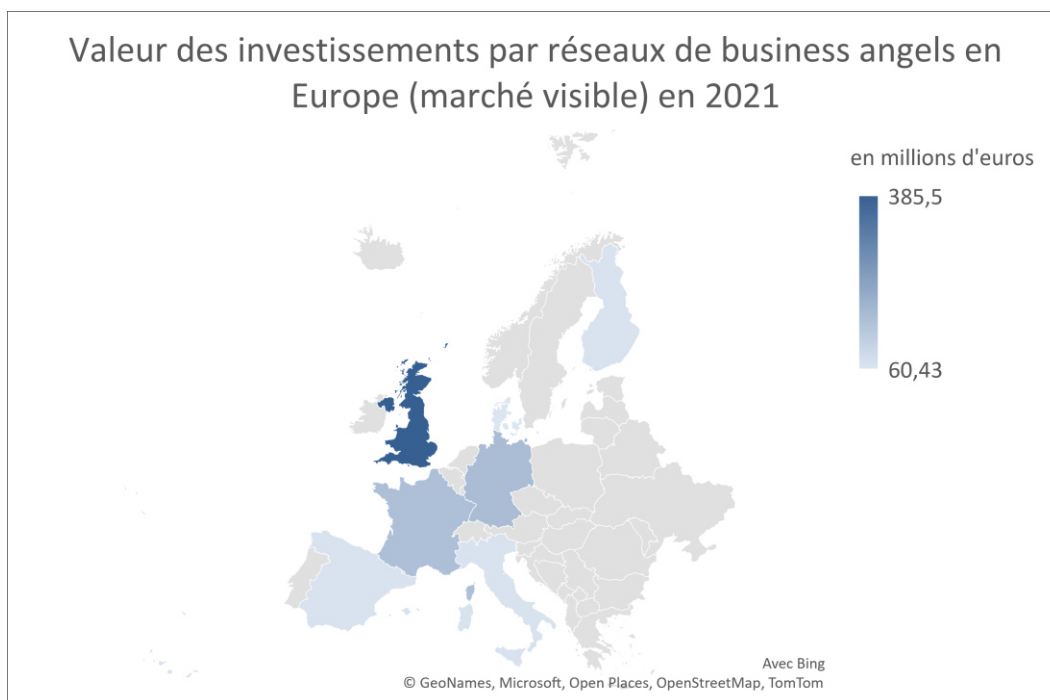 Valeur des investissements par réseaux de business angels en
Europe (marché visible) en 2021
en millions d'euros
385,5
60,43
Avec Bing
© GeoNames, Microsoft, Open Places, OpenStreetMap, TomTom